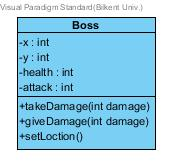 Visual Paradigm Standard(Bilkent Univ.)
Boss
-x : int
-y : int
-health : int
-attack : int
+takeDamage(int damage)
+giveDamage(int damage)
+setLoction()